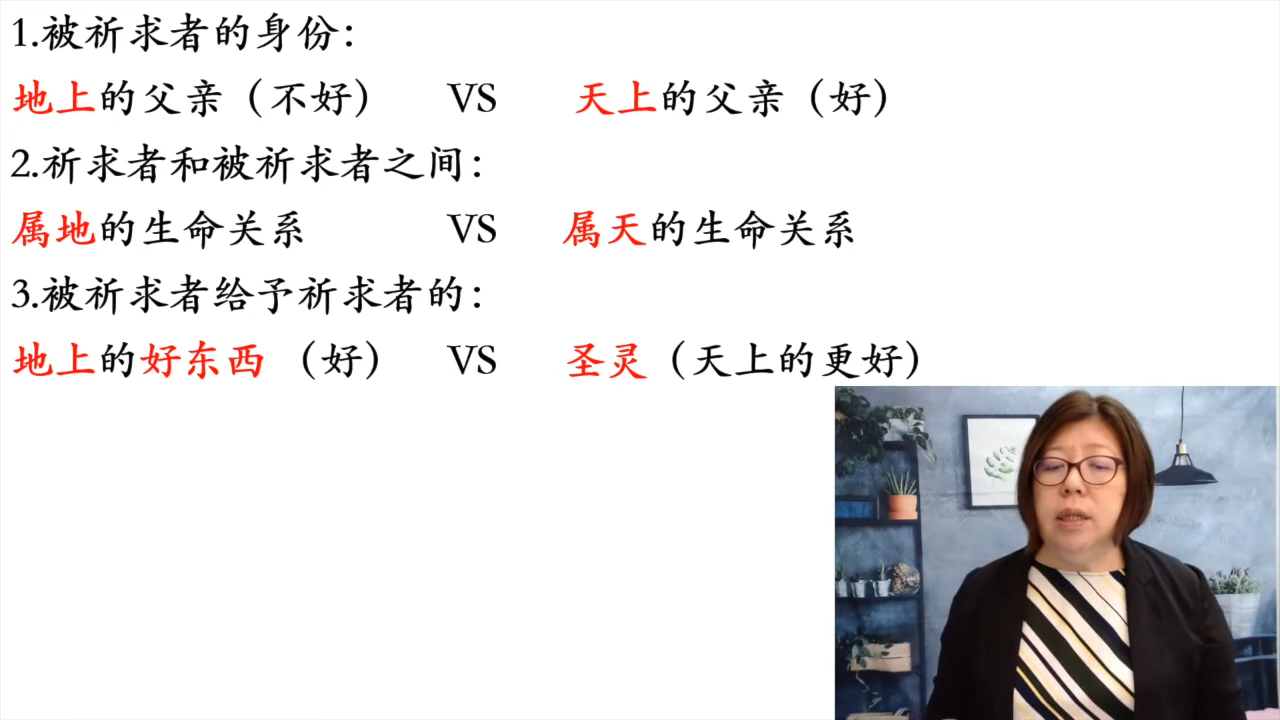 1.被祈求者的身份：
地上的父亲（不好） VS 天上的父亲（好）
2.祈求者和被祈求者之间：
属地的生命关系 VS 属天的生命关系
3.被祈求者给予祈求者的：
地上的好东西 （好） VS 圣灵（天上的更好）